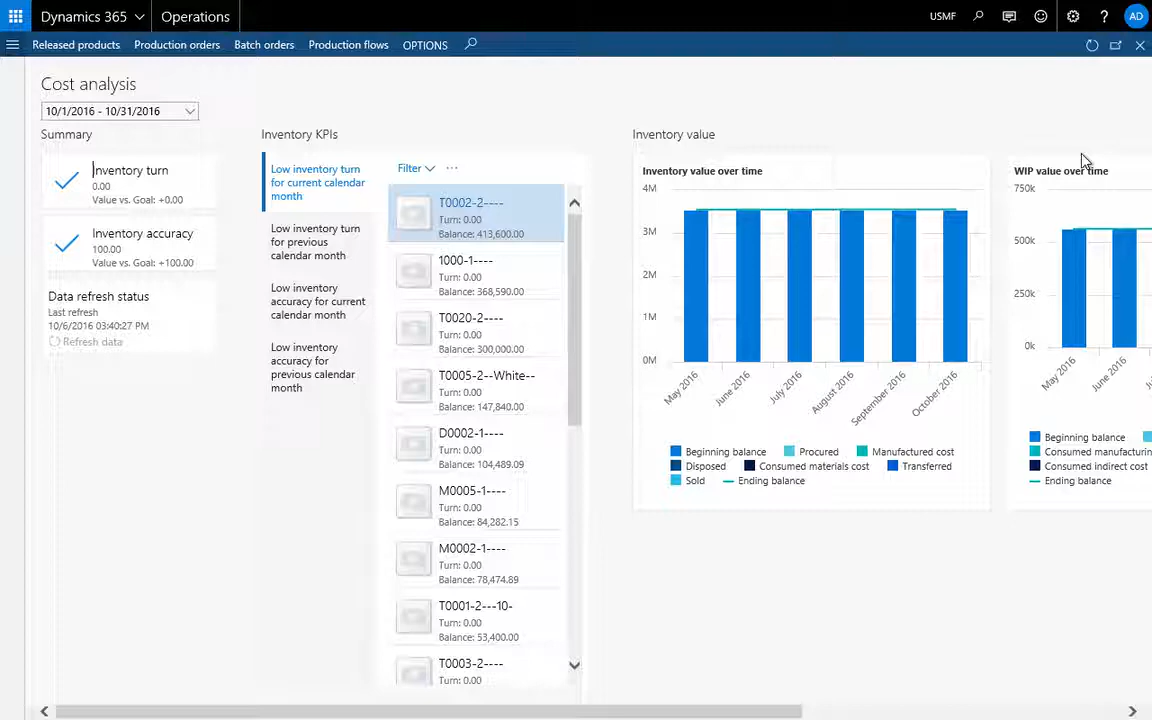 Dynamics 365
Operations
USMF
?
AD
Released products
Production orders
Batch orders
Production flows
OPTIONS
Cost analysis
10/1/2016 - 10/31/2016
Summary
Inventory turn
0.00
Value vs. Goal: +0.00
Inventory accuracy
100.00
Value vs. Goal: +100.00
Data refresh status
Last refresh
10/6/2016 03:40:27 PM
Refresh data
Inventory KPIs
Low inventory turn
for current calendar
month
Low inventory turn
for previous
calendar month
Low inventory
accuracy for current
calendar month
Low inventory
accuracy for
previous calendar
month
Filter
...
T0002-2----
Turn: 0.00
Balance: 413,600.00
1000-1----
Turn: 0.00
Balance: 368,590.00
T0020-2----
Turn: 0.00
Balance: 300,000.00
T0005-2--White--
Turn: 0.00
Balance: 147,840.00
D0002-1----
Turn: 0.00
Balance: 104,489.09
M0005-1----
Turn: 0.00
Balance: 84,282.15
M0002-1----
Turn: 0.00
Balance: 78,474.89
T0001-2---10-
Turn: 0.00
Balance: 53,400.00
T0003-2----
Turn: 0.00
Inventory value
Inventory value over time
4M
3M
2M
1M
0M
May 2016
June 2016
July 2016
August 2016
September 2016
October 2016
Beginning balance
Procured
Manufactured cost
Disposed
Consumed materials cost
Transferred
Sold
Ending balance
WIP value over time
750k
500k
250k
0k
May 2016
June 2016
Beginning balance
Consumed manufacturin
Consumed indirect cost
Ending balance